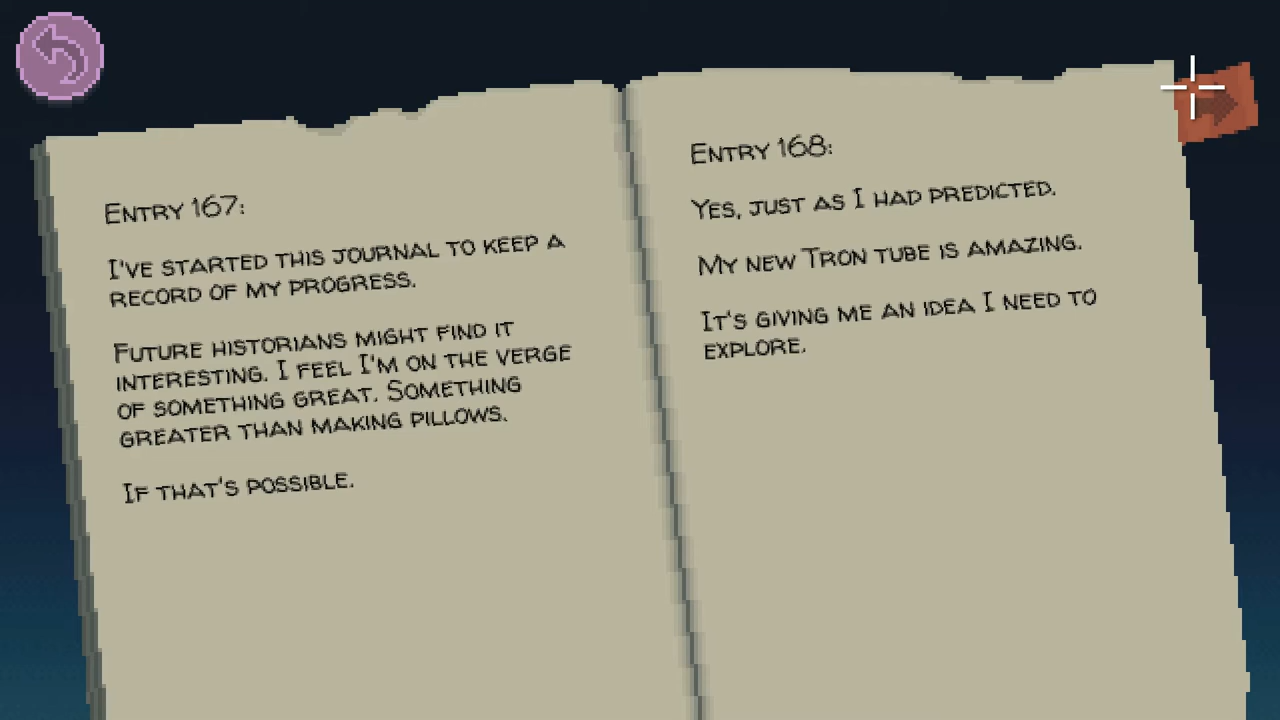 Entry 167:
I've started this journal to keep a
record of my progress.
Future historians might find it
interesting. I feel I'm on the verge
of something great. Something
greater than making pillows.
If that's possible.
Entry 168:
Yes, just as I had predicted.
My new Tron tube is amazing.
It's giving me an idea I need to
explore.